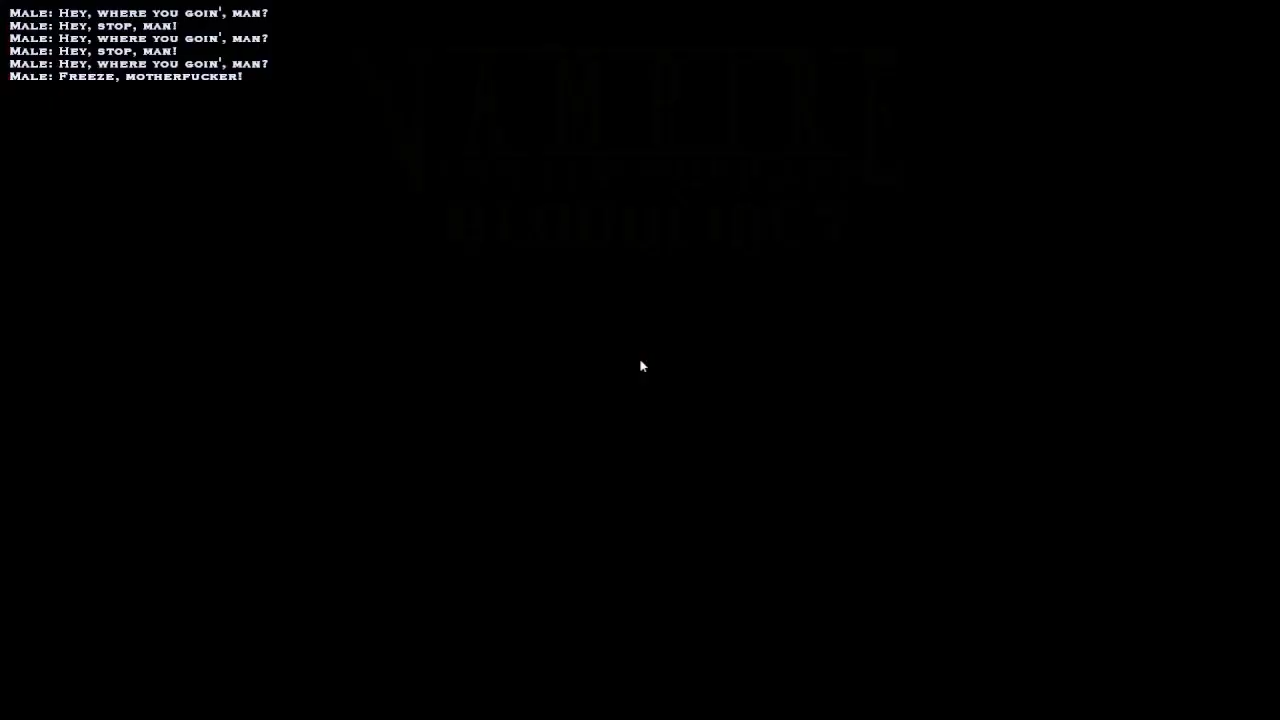 Male: Hey, where you goin', man?
Male: Hey, stop, man!
Male: Hey, where you goin', man?
Male: Hey, stop, man!
Male: Hey, where you goin', man?
Male: Freeze, motherfucker!
VAMPIRE